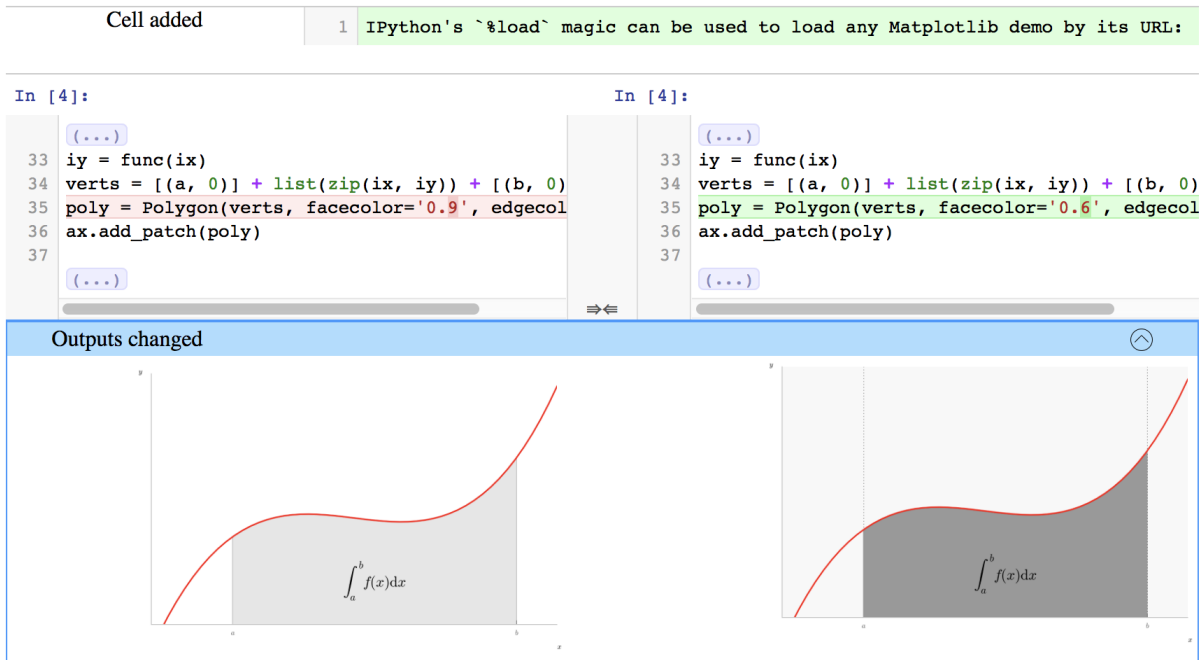 Cell added
1 IPython's `%load` magic can be used to load any Matplotlib demo by its URL:
In [4]:
(...)
33 iy = func(ix)
34 verts = [(a, 0)] + list(zip(ix, iy)) + [(b, 0)
35 poly = Polygon(verts, facecolor='0.9', edgecol
36 ax.add_patch(poly)
37
(...)
In [4]:
(...)
33 iy = func(ix)
34 verts = [(a, 0)] + list(zip(ix, iy)) + [(b, 0)
35 poly = Polygon(verts, facecolor='0.6', edgecol
36 ax.add_patch(poly)
37
(...)
Outputs changed
y
∫_a^b f(x)dx
a b
x
y
∫_a^b f(x)dx
a b
x